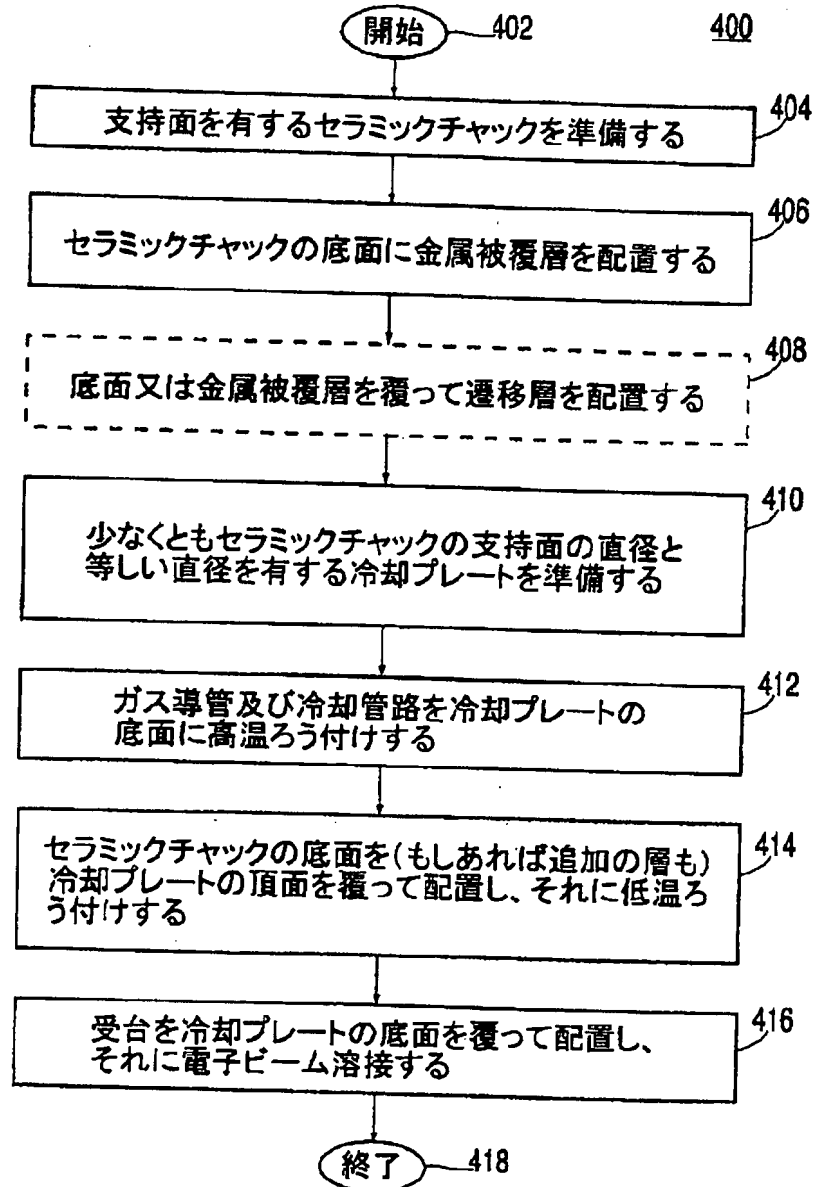 開始
402
400
支持面を有するセラミックチャックを準備する
404
セラミックチャックの底面に金属被覆層を配置する
406
底面又は金属被覆層を覆って遷移層を配置する
408
少なくともセラミックチャックの支持面の直径と
等しい直径を有する冷却プレートを準備する
410
ガス導管及び冷却管路を冷却プレートの
底面に高温ろう付けする
412
セラミックチャックの底面を(もしあれば追加の層も)
冷却プレートの頂面を覆って配置し、それに低温ろ
う付けする
414
受台を冷却プレートの底面を覆って配置し、
それに電子ビーム溶接する
416
終了
418